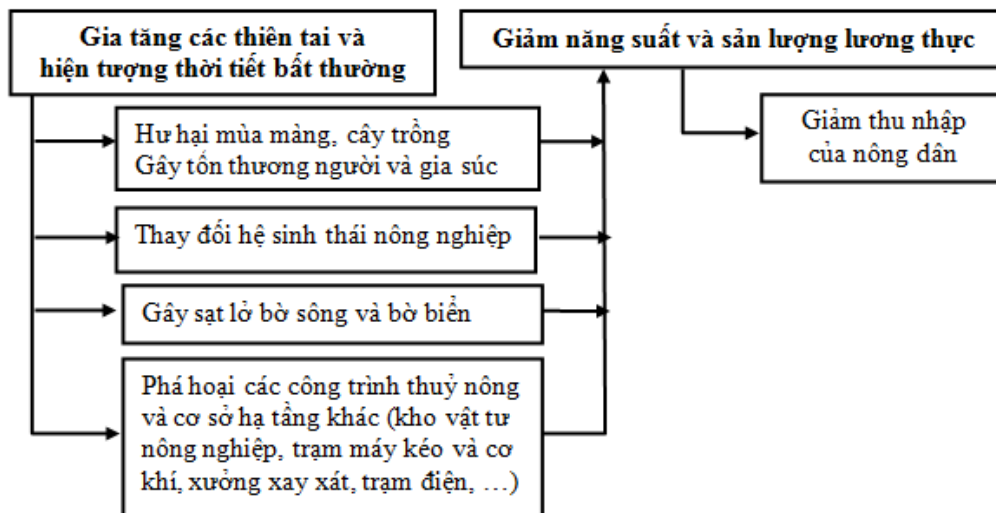 Gia tăng các thiên tai và
hiện tượng thời tiết bất thường
Giảm năng suất và sản lượng lương thực
Hư hại mùa màng, cây trồng
Gây tổn thương người và gia súc
Giảm thu nhập
của nông dân
Thay đổi hệ sinh thái nông nghiệp
Gây sạt lở bờ sông và bờ biển
Phá hoại các công trình thuỷ nông
và cơ sở hạ tầng khác (kho vật tư
nông nghiệp, trạm máy kéo và cơ
khí, xưởng xay xát, trạm điện, …)